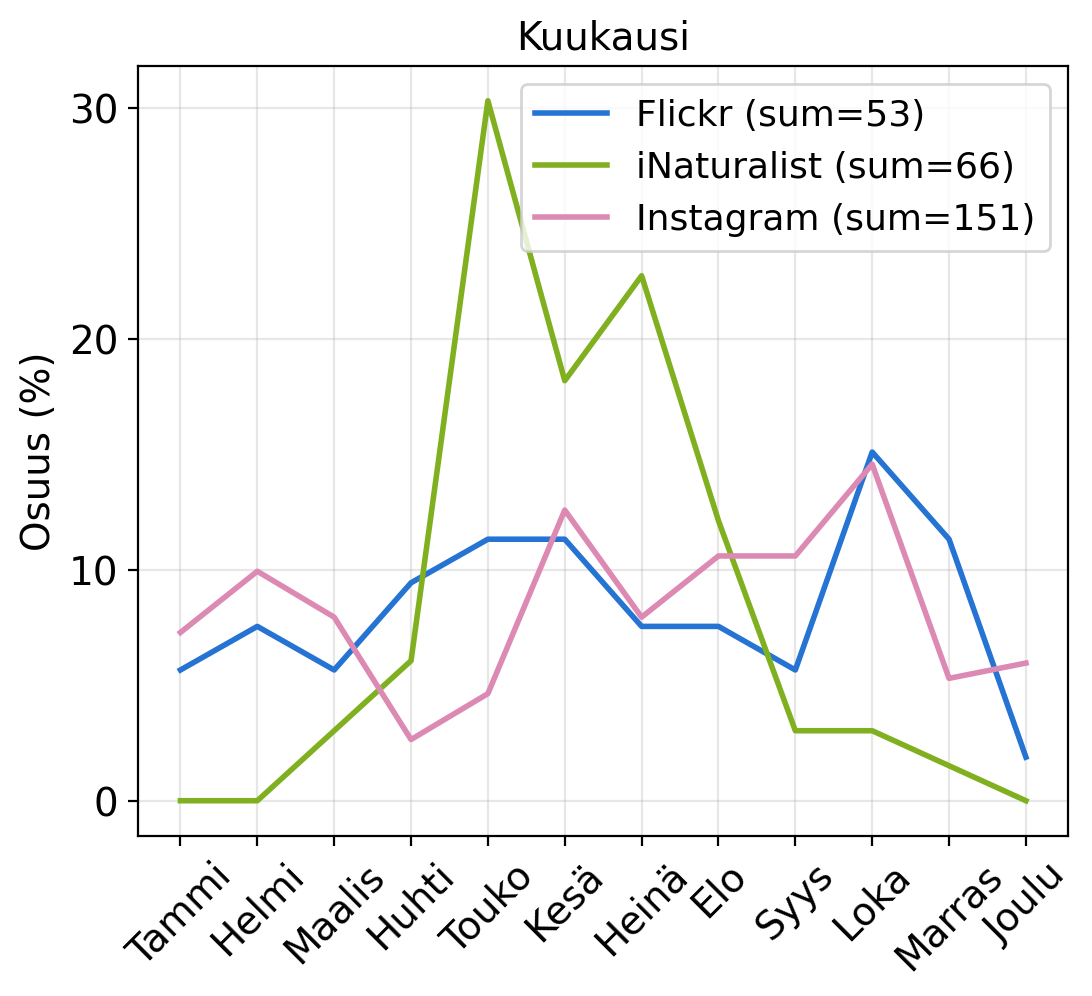 Kuukausi
Flickr (sum=53)
iNaturalist (sum=66)
Instagram (sum=151)
Osuus (%)
30
20
10
0
Tammi
Helmi
Maalis
Huhti
Touko
Kesä
Heinä
Elo
Syys
Loka
Marras
Joulu